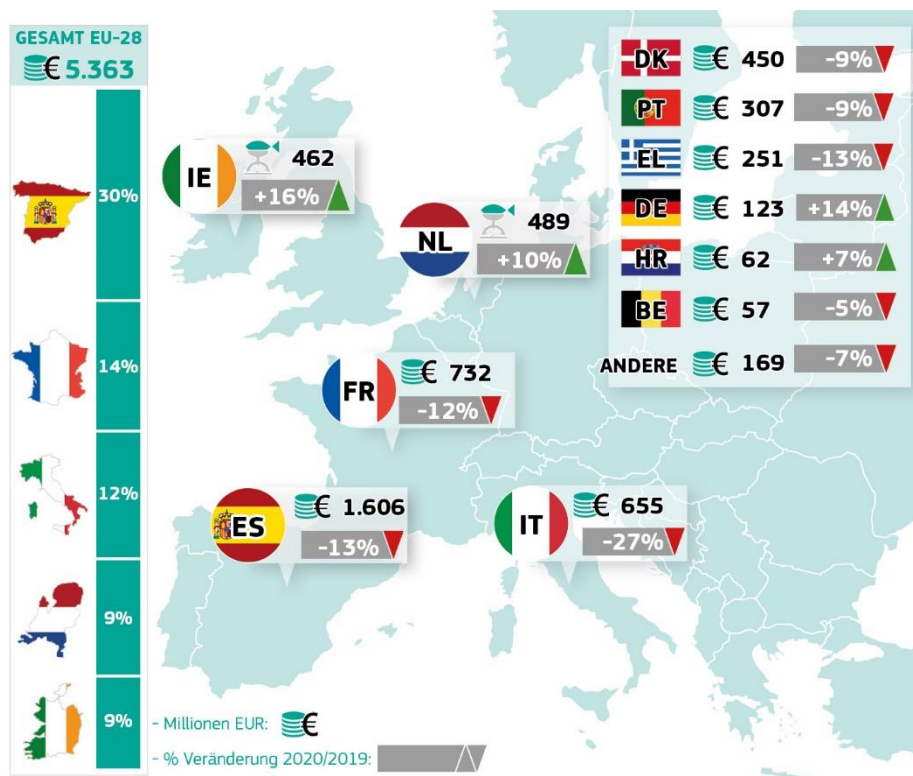 GESAMT EU-28
€ 5.363
30%
14%
12%
9%
9%
IE
462
+16%
NL
489
+10%
FR
€ 732
-12%
ES
€ 1.606
-13%
IT
€ 655
-27%
DK € 450 -9%
PT € 307 -9%
EL € 251 -13%
DE € 123 +14%
HR € 62 +7%
BE € 57 -5%
ANDERE € 169 -7%
- Millionen EUR: €
- % Veränderung 2020/2019: